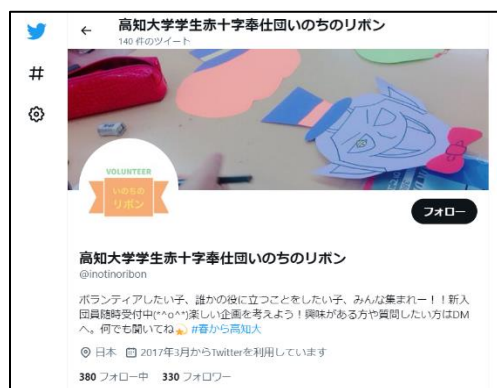 高知大学学生赤十字奉仕団いのちのリボン
140 件のツイート
VOLUNTEER
いのちの
リボン
フォロー
高知大学学生赤十字奉仕団いのちのリボン
@inotinoribon
ボランティアしたい子、誰かの役に立つことをしたい子、みんな集まれー！！新入
団員随時受付中(*^o^*)楽しい企画を考えよう！興味がある方や質問したい方はDM
へ。何でも聞いてね💫 #春から高知大
日本 2017年3月からTwitterを利用しています
380 フォロー中 330 フォロワー